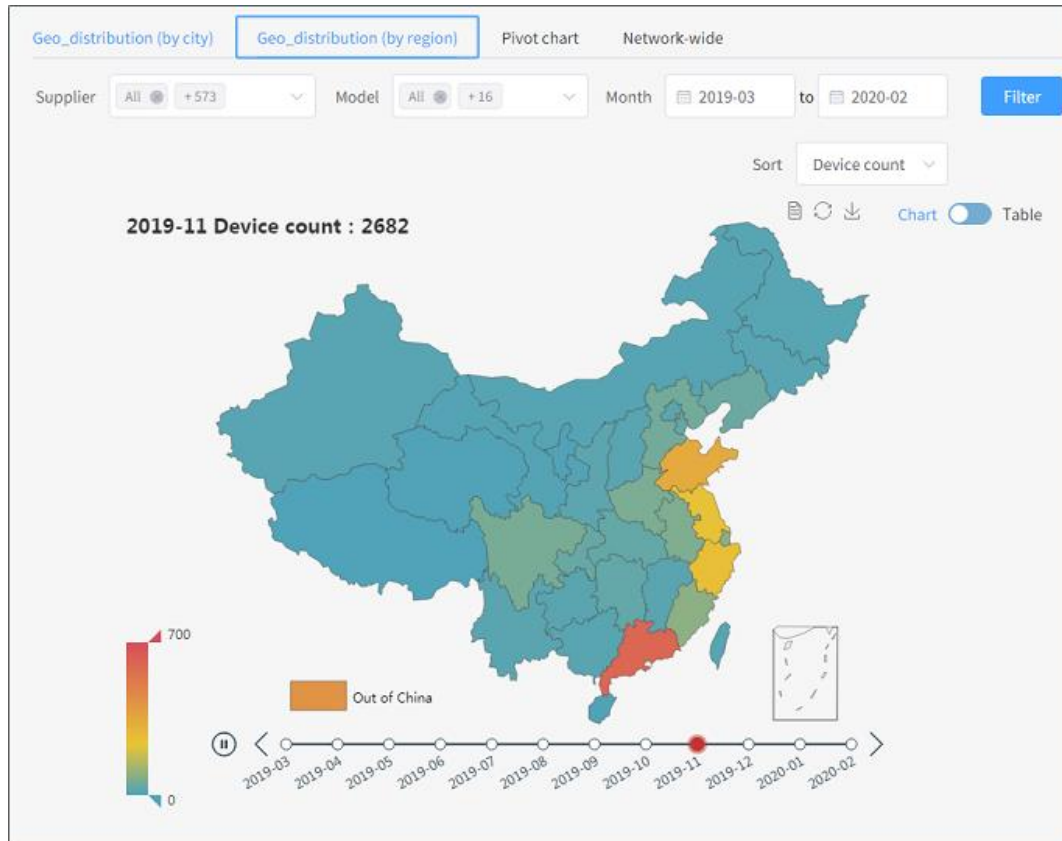 Geo_distribution (by city) Geo_distribution (by region) Pivot chart Network-wide
Supplier All +573 Model All +16 Month 2019-03 to 2020-02 Filter
Sort Device count
Chart Table
2019-11 Device count : 2682
700
Out of China
0
2019-03 2019-04 2019-05 2019-06 2019-07 2019-08 2019-09 2019-10 2019-11 2019-12 2020-01 2020-02